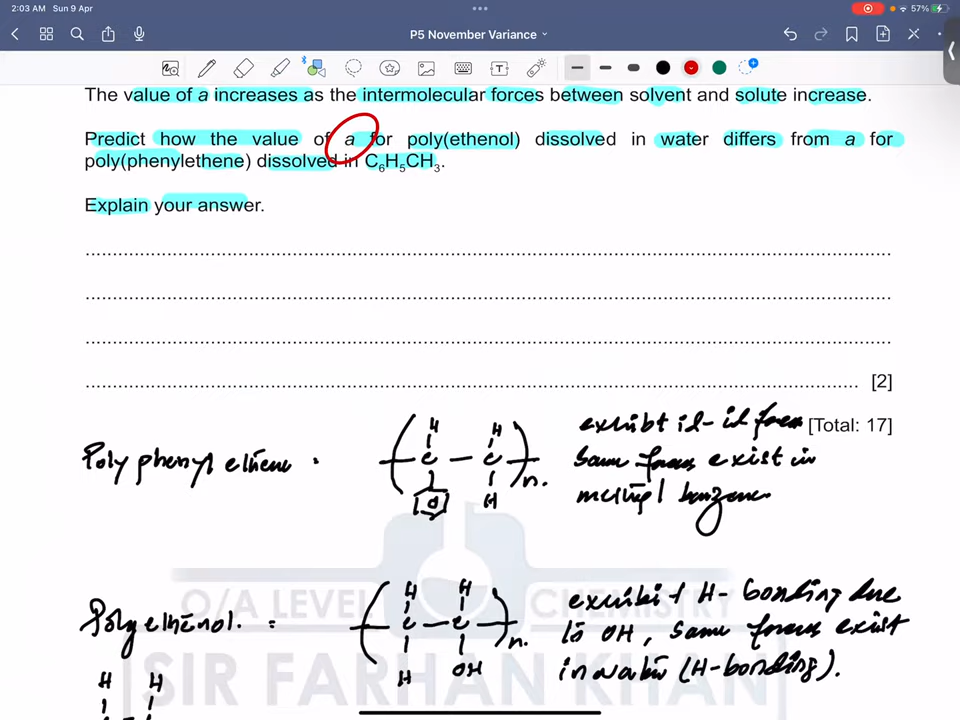 2:03 AM Sun 9 Apr
57%
P5 November Variance
The value of a increases as the intermolecular forces between solvent and solute increase.
Predict how the value of a for poly(ethenol) dissolved in water differs from a for
poly(phenylethene) dissolved in C₆H₅CH₃.
Explain your answer.
[2]
[Total: 17]
Poly phenyl ethene :
H H
C — C
H
n.
exhibt id-id forces
same forces exist in
methyl benzene
Polyethenol. =
H H
C — C
H OH
n.
exhibit H-bonding due
to OH, same forces exist
in water (H-bonding).
H H
O/A LEVEL CHEMISTRY
SIR FARHAN KHAN